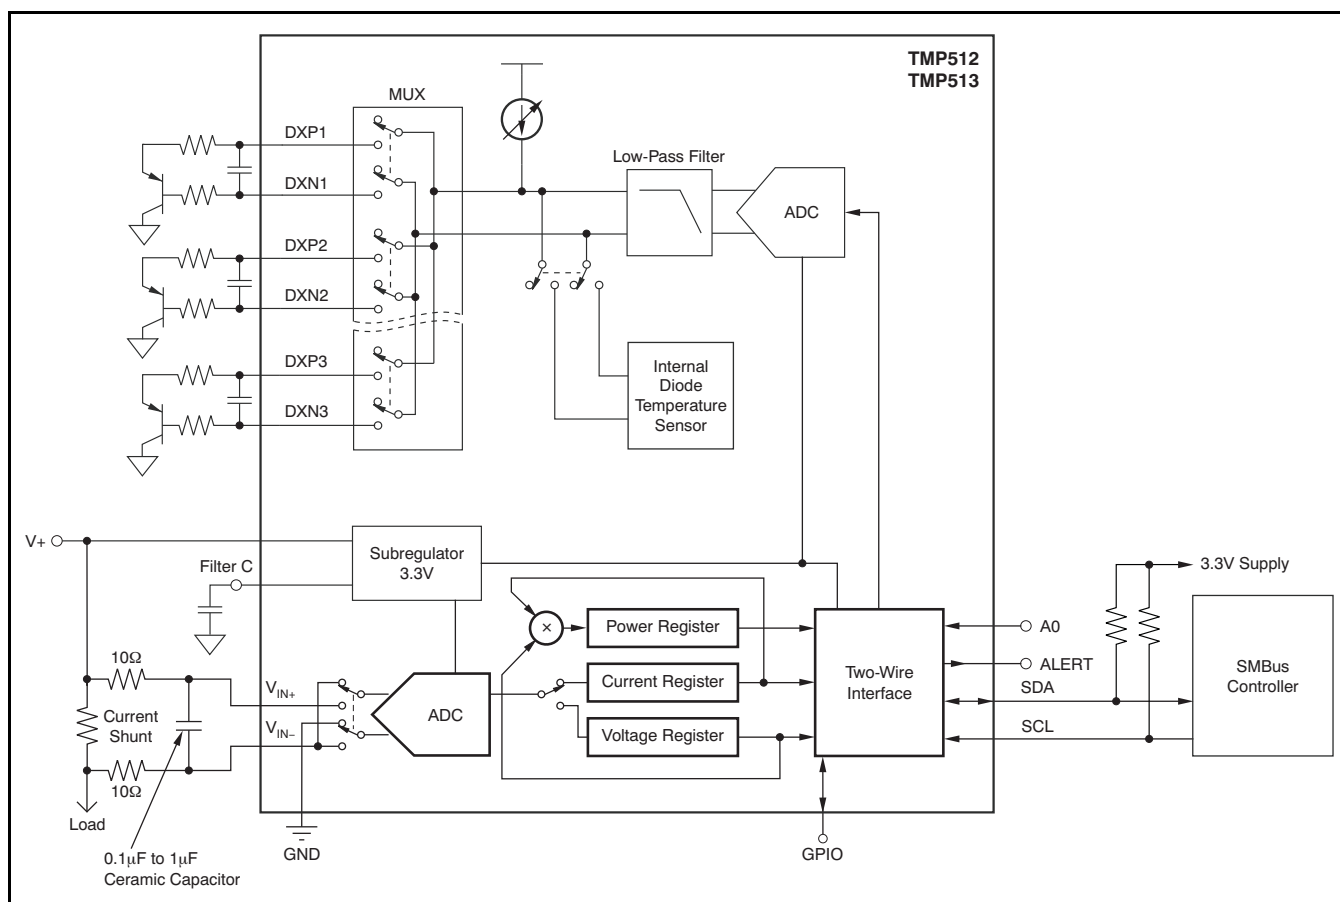 TMP512
TMP513
MUX
DXP1
DXN1
DXP2
DXN2
DXP3
DXN3
Low-Pass Filter
ADC
Internal
Diode
Temperature
Sensor
V+
Subregulator
3.3V
Filter C
3.3V Supply
×
Power Register
A0
10Ω
Two-Wire
Interface
ALERT
SMBus
Controller
VIN+
ADC
Current Register
SDA
Current
Shunt
VIN−
Voltage Register
SCL
10Ω
Load
GND
GPIO
0.1μF to 1μF
Ceramic Capacitor